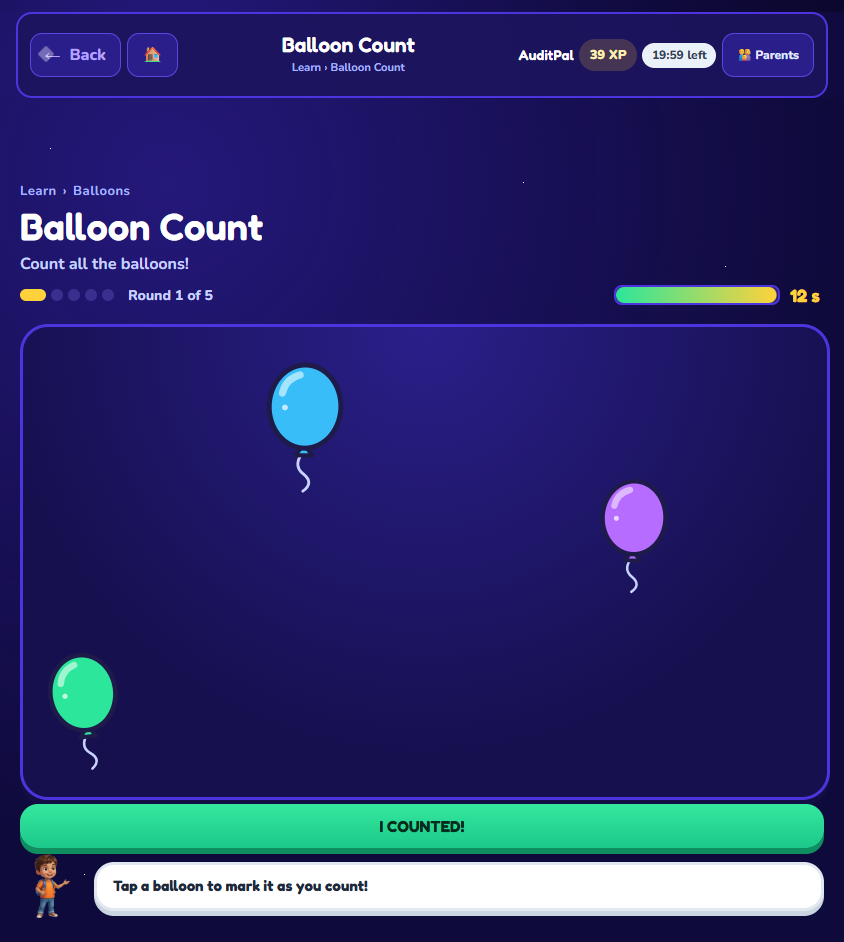 ← Back
Balloon Count
Learn › Balloon Count
AuditPal
39 XP
19:59 left
Parents
Learn › Balloons
Balloon Count
Count all the balloons!
Round 1 of 5
12 s
I COUNTED!
Tap a balloon to mark it as you count!